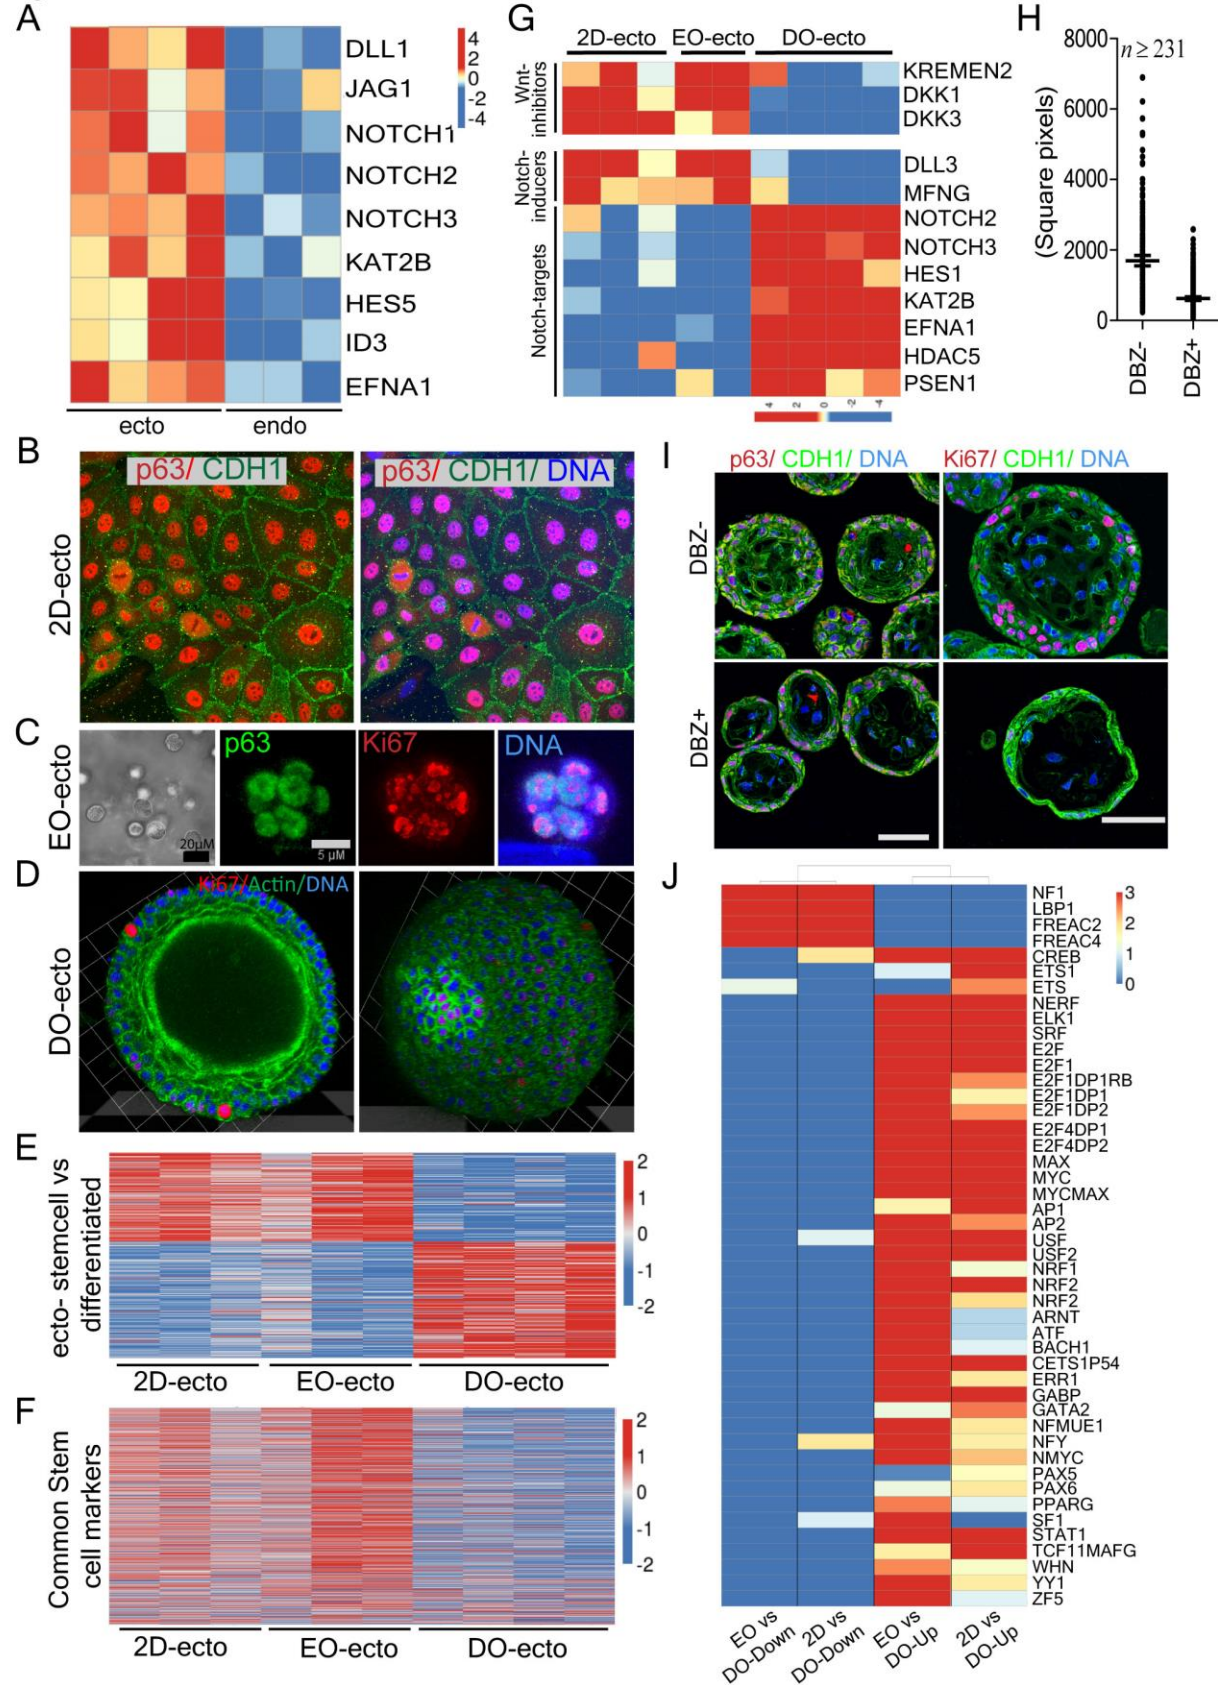 A
DLL1
JAG1
NOTCH1
NOTCH2
NOTCH3
KAT2B
HES5
ID3
EFNA1
4
2
0
-2
-4
ecto
endo
G
2D-ecto
EO-ecto
DO-ecto
Wnt-
inhibitors
KREMEN2
DKK1
DKK3
Notch-
inducers
DLL3
MFNG
Notch-targets
NOTCH2
NOTCH3
HES1
KAT2B
EFNA1
HDAC5
PSEN1
4
2
0
-2
-4
H
n ≥ 231
(Square pixels)
8000
6000
4000
2000
0
DBZ-
DBZ+
B
2D-ecto
p63/ CDH1
p63/ CDH1/ DNA
C
EO-ecto
20µM
p63
5 µM
Ki67
DNA
D
DO-ecto
Ki67/Actin/DNA
E
ecto- stemcell vs
differentiated
2
1
0
-1
-2
2D-ecto
EO-ecto
DO-ecto
F
Common Stem
cell markers
2
1
0
-1
-2
2D-ecto
EO-ecto
DO-ecto
I
p63/ CDH1/ DNA
Ki67/ CDH1/ DNA
DBZ-
DBZ+
J
NF1
LBP1
FREAC2
FREAC4
CREB
ETS1
ETS
NERF
ELK1
SRF
E2F
E2F1
E2F1DP1RB
E2F1DP1
E2F1DP2
E2F4DP1
E2F4DP2
MAX
MYC
MYCMAX
AP1
AP2
USF
USF2
NRF1
NRF2
NRF2
ARNT
ATF
BACH1
CETS1P54
ERR1
GABP
GATA2
NFMUE1
NFY
NMYC
PAX5
PAX6
PPARG
SF1
STAT1
TCF11MAFG
WHN
YY1
ZF5
3
2
1
0
EO vs
DO-Down
2D vs
DO-Down
EO vs
DO-Up
2D vs
DO-Up